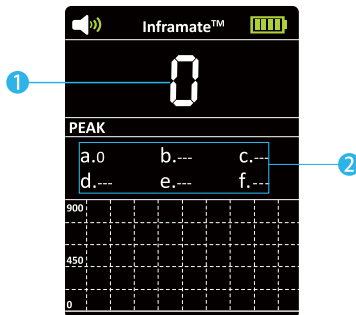 Inframate™
1
0
PEAK
a.0 b.--- c.---
2
d.--- e.--- f.---
900
450
0